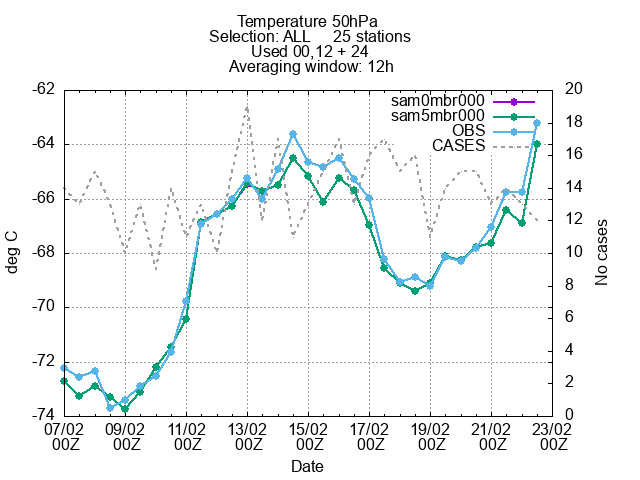 Temperature 50hPa
Selection: ALL 25 stations
Used 00,12 + 24
Averaging window: 12h
sam0mbr000
sam5mbr000
OBS
CASES
-62
-64
-66
-68
-70
-72
-74
deg C
20
18
16
14
12
10
8
6
4
2
0
No cases
07/02 09/02 11/02 13/02 15/02 17/02 19/02 21/02 23/02
00Z 00Z 00Z 00Z 00Z 00Z 00Z 00Z 00Z
Date